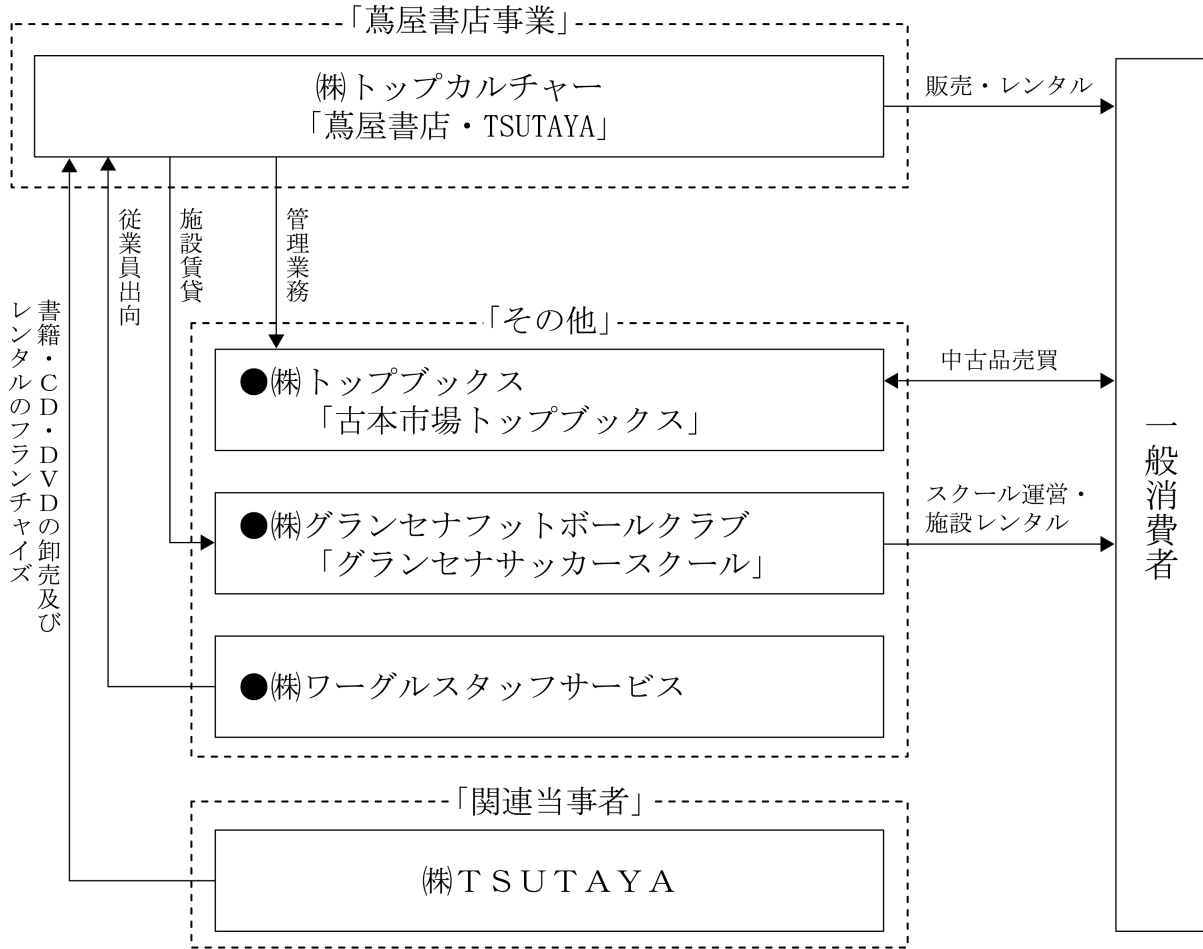 「蔦屋書店事業」
㈱トップカルチャー
「蔦屋書店・TSUTAYA」
販売・レンタル
従業員出向
施設賃貸
管理業務
書籍・CD・DVDの卸売及び
レンタルのフランチャイズ
「その他」
●㈱トップブックス
「古本市場トップブックス」
中古品売買
●㈱グランセナフットボールクラブ
「グランセナサッカースクール」
スクール運営・
施設レンタル
●㈱ワーグルスタッフサービス
「関連当事者」
㈱TSUTAYA
一般消費者